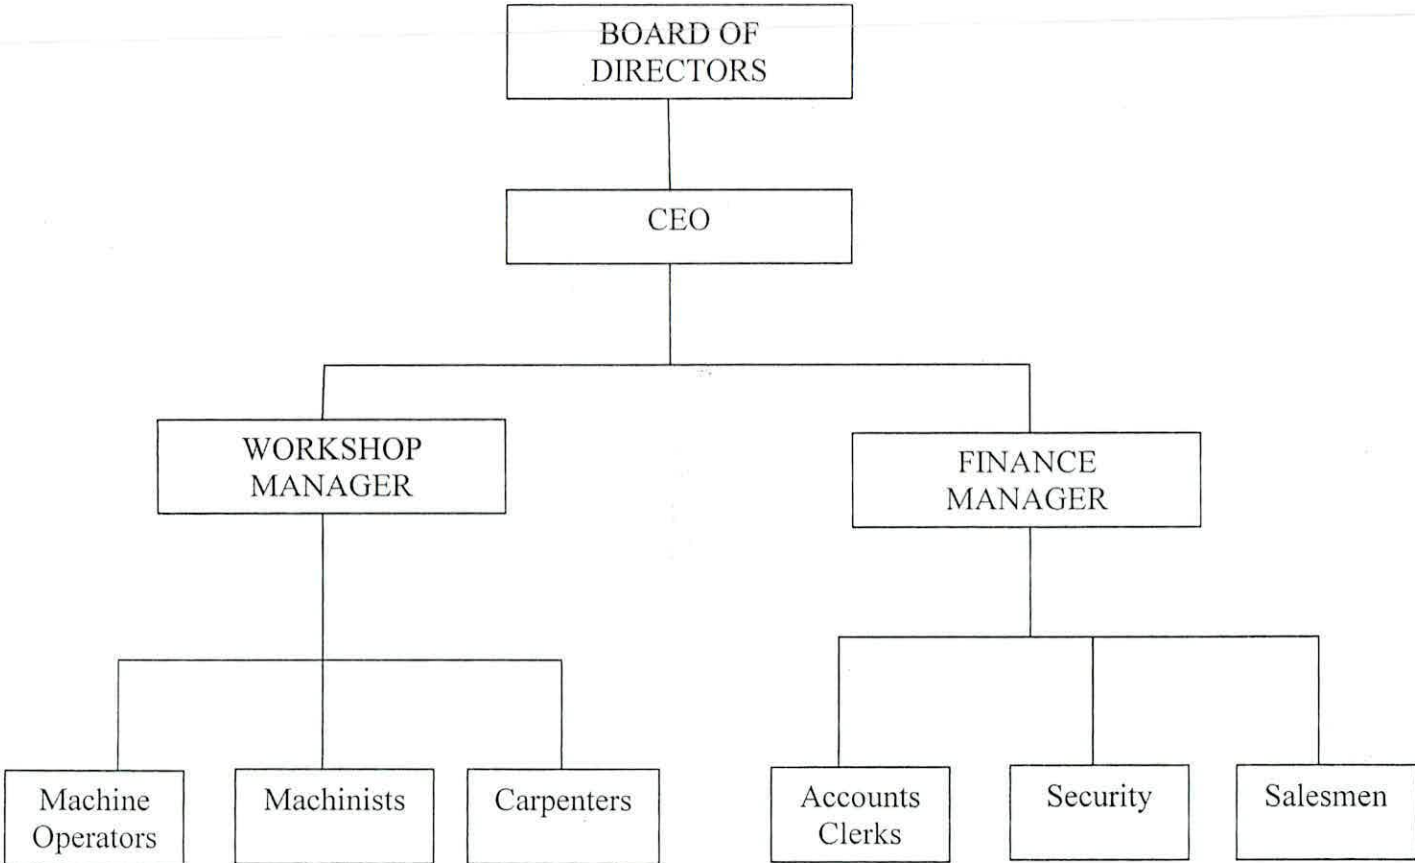 BOARD OF
DIRECTORS
CEO
WORKSHOP
MANAGER
FINANCE
MANAGER
Machine
Operators
Machinists
Carpenters
Accounts
Clerks
Security
Salesmen